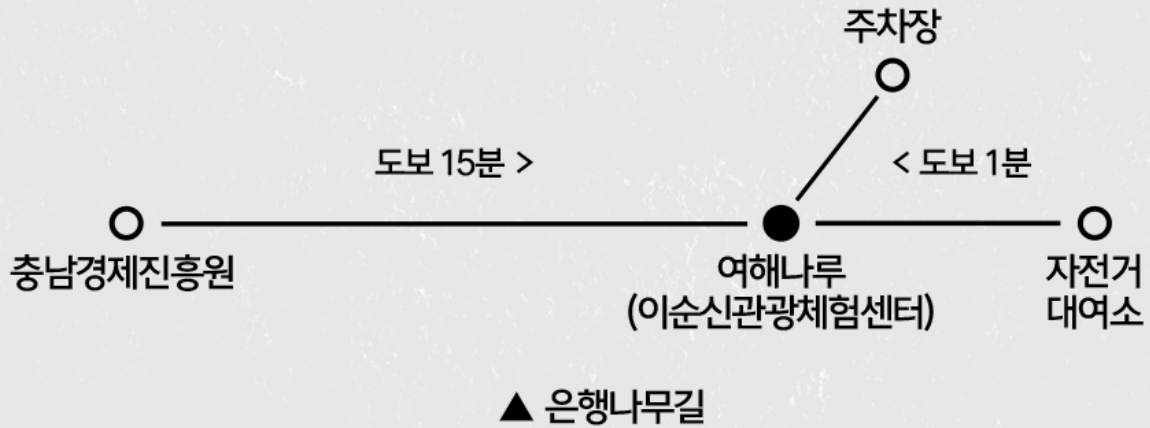 주차장
도보 15분 >
< 도보 1분
충남경제진흥원
여해나루
(이순신관광체험센터)
자전거
대여소
▲ 은행나무길